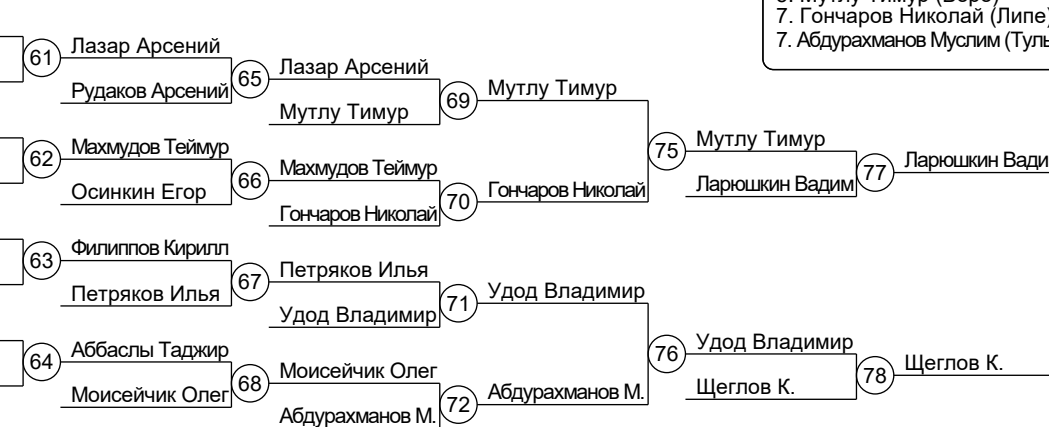 7. Гончаров Николай (Липе)
7. Абдурахманов Муслим (Туль
61 Лазар Арсений
Рудаков Арсений
65 Лазар Арсений
Мутлу Тимур
69 Мутлу Тимур
62 Махмудов Теймур
Осинкин Егор
66 Махмудов Теймур
Гончаров Николай
70 Гончаров Николай
75 Мутлу Тимур
Ларюшкин Вадим
77 Ларюшкин Вади
63 Филиппов Кирилл
Петряков Илья
67 Петряков Илья
Удод Владимир
71 Удод Владимир
64 Аббаслы Таджир
Моисейчик Олег
68 Моисейчик Олег
Абдурахманов М.
72 Абдурахманов М.
76 Удод Владимир
Щеглов К.
78 Щеглов К.